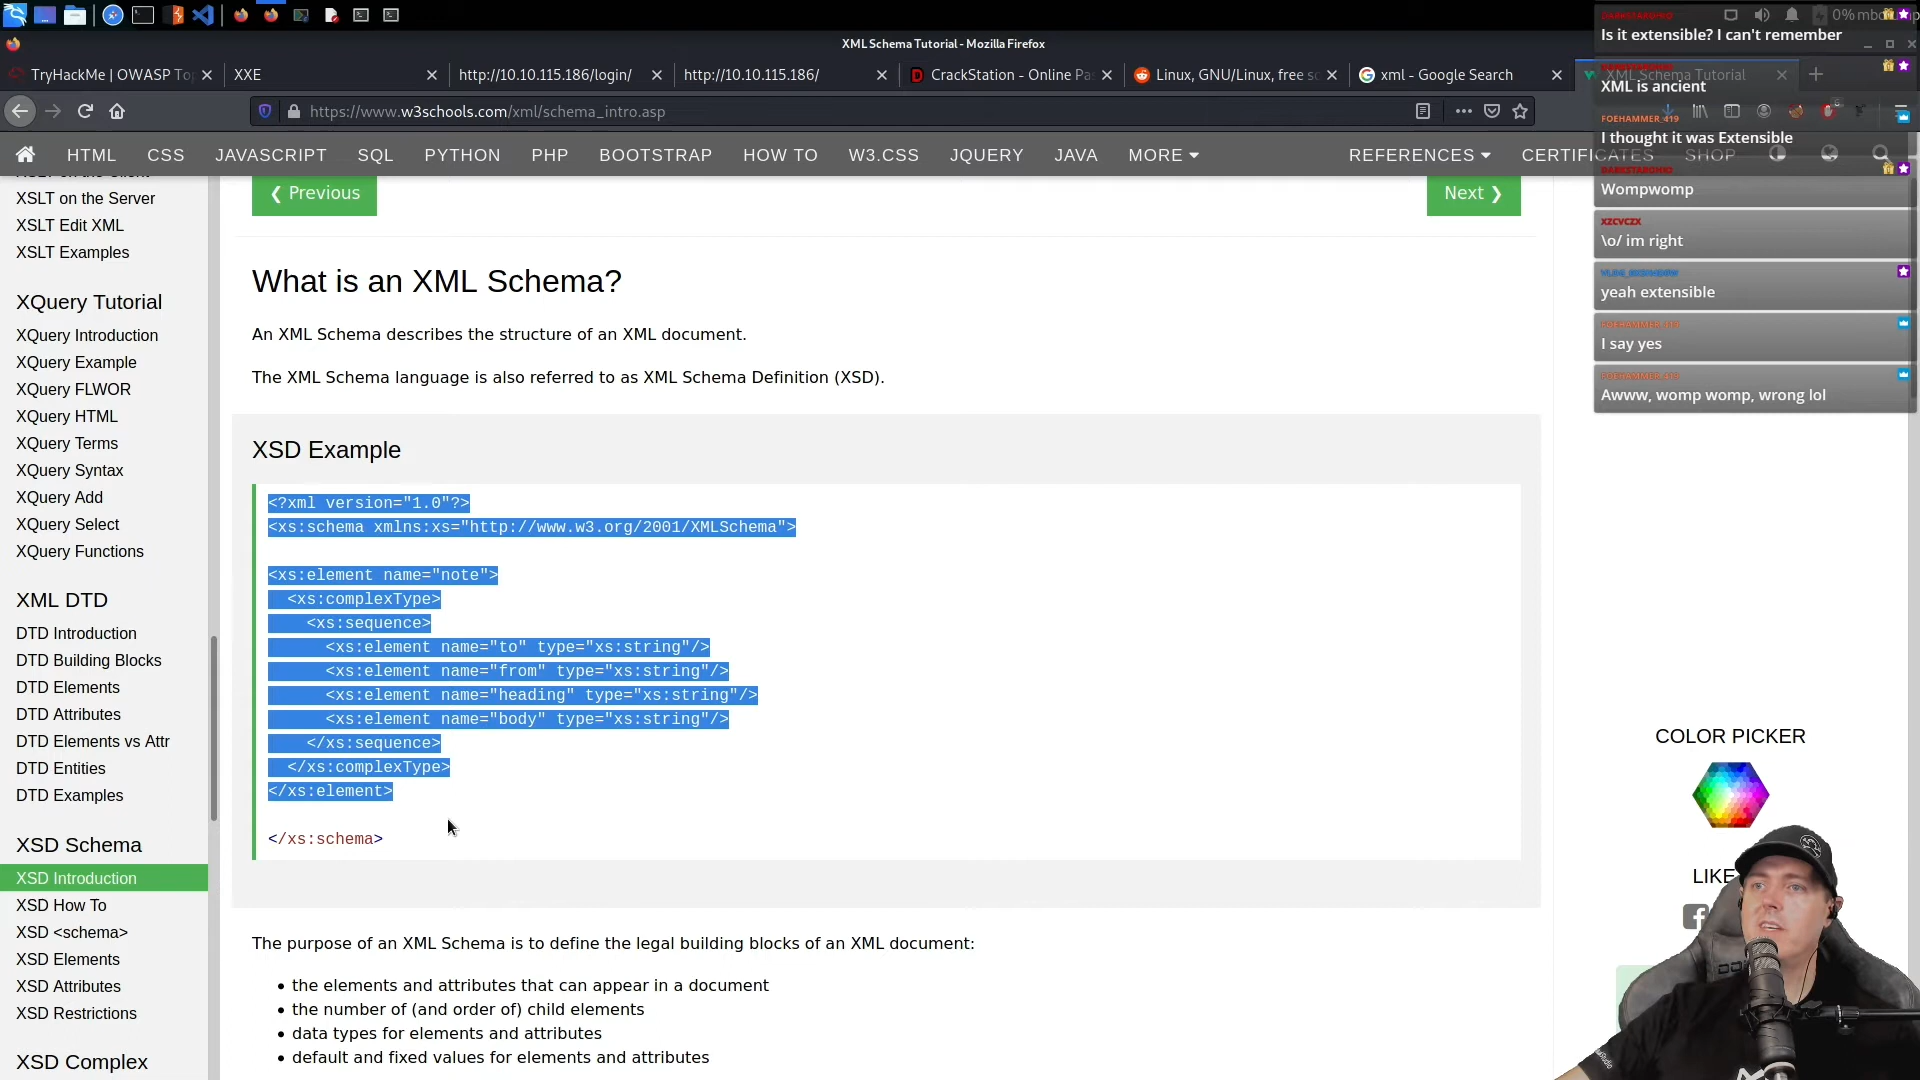 XML Schema Tutorial - Mozilla Firefox
TryHackMe | OWASP To
XXE
http://10.10.115.186/login/
http://10.10.115.186/
CrackStation - Online Pa
Linux, GNU/Linux, free s
xml - Google Search
XML Schema Tutorial
https://www.w3schools.com/xml/schema_intro.asp
HTML CSS JAVASCRIPT SQL PYTHON PHP BOOTSTRAP HOW TO W3.CSS JQUERY JAVA MORE REFERENCES CERTIFICATES SHOP
XSLT on the Client
XSLT on the Server
XSLT Edit XML
XSLT Examples
XQuery Tutorial
XQuery Introduction
XQuery Example
XQuery FLWOR
XQuery HTML
XQuery Terms
XQuery Syntax
XQuery Add
XQuery Select
XQuery Functions
XML DTD
DTD Introduction
DTD Building Blocks
DTD Elements
DTD Attributes
DTD Elements vs Attr
DTD Entities
DTD Examples
XSD Schema
XSD Introduction
XSD How To
XSD <schema>
XSD Elements
XSD Attributes
XSD Restrictions
XSD Complex
❮ Previous
Next ❯
What is an XML Schema?
An XML Schema describes the structure of an XML document.
The XML Schema language is also referred to as XML Schema Definition (XSD).
XSD Example
<?xml version="1.0"?>
<xs:schema xmlns:xs="http://www.w3.org/2001/XMLSchema">
<xs:element name="note">
<xs:complexType>
<xs:sequence>
<xs:element name="to" type="xs:string"/>
<xs:element name="from" type="xs:string"/>
<xs:element name="heading" type="xs:string"/>
<xs:element name="body" type="xs:string"/>
</xs:sequence>
</xs:complexType>
</xs:element>
</xs:schema>
The purpose of an XML Schema is to define the legal building blocks of an XML document:
• the elements and attributes that can appear in a document
• the number of (and order of) child elements
• data types for elements and attributes
• default and fixed values for elements and attributes
0%
Is it extensible? I can't remember
XML is ancient
FOEHAMMER_419
I thought it was Extensible
Wompwomp
XZCVCZX
\o/ im right
yeah extensible
FOEHAMMER_419
I say yes
FOEHAMMER_419
Awww, womp womp, wrong lol
COLOR PICKER
LIKE